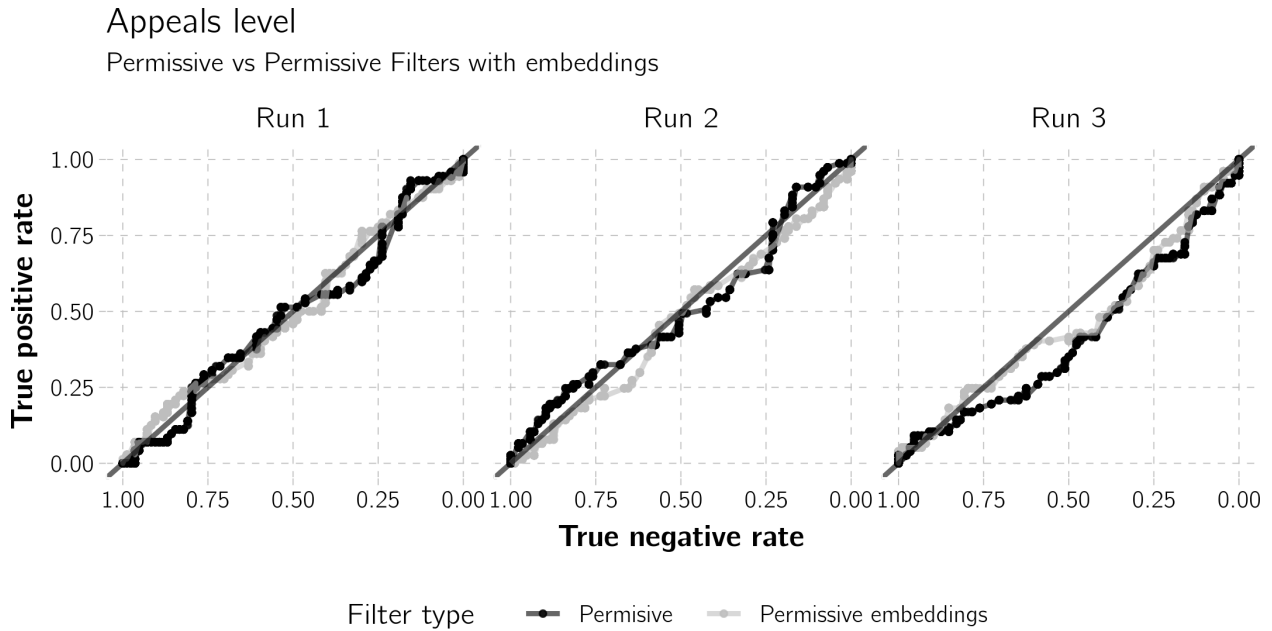 Appeals level
Permissive vs Permissive Filters with embeddings
Run 1
Run 2
Run 3
True positive rate
1.00
0.75
0.50
0.25
0.00
1.00 0.75 0.50 0.25 0.00
1.00 0.75 0.50 0.25 0.00
1.00 0.75 0.50 0.25 0.00
True negative rate
Filter type Permisive Permissive embeddings